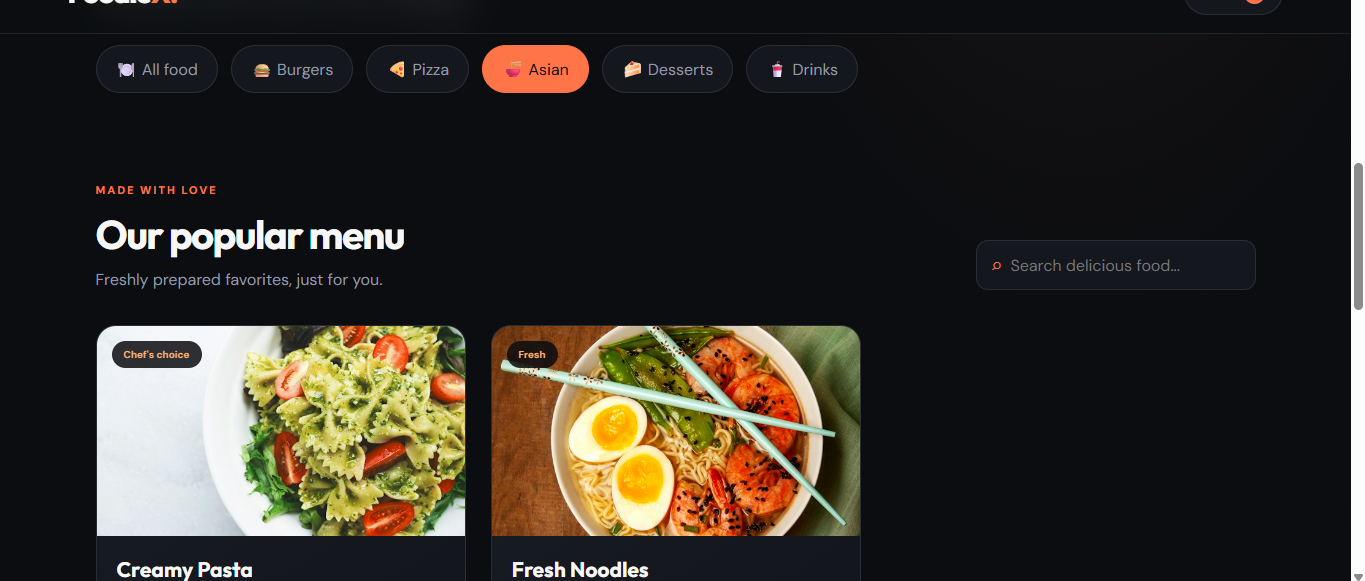 All food
Burgers
Pizza
Asian
Desserts
Drinks
MADE WITH LOVE
Our popular menu
Freshly prepared favorites, just for you.
Search delicious food...
Chef's choice
Fresh
Creamy Pasta
Fresh Noodles